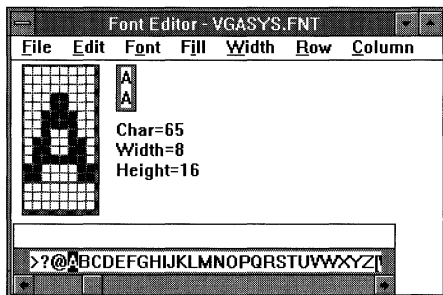 Font Editor - VGASYS.FNT
File Edit Font Fill Width Row Column
A
A
Char=65
Width=8
Height=16
>?@ABCDEFGHIJKLMNOPQRSTUVWXYZ[